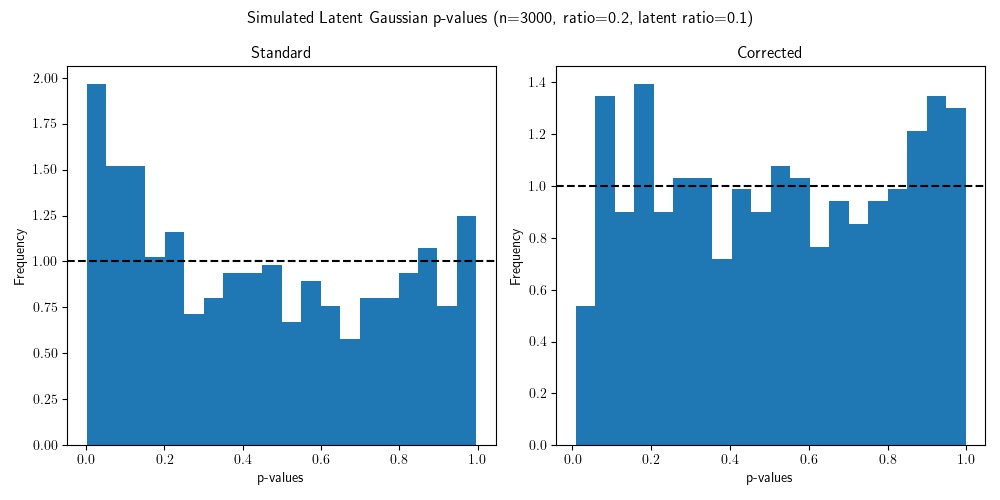 Simulated Latent Gaussian p-values (n=3000, ratio=0.2, latent ratio=0.1)
Standard
Frequency
2.00
1.75
1.50
1.25
1.00
0.75
0.50
0.25
0.00
0.0 0.2 0.4 0.6 0.8 1.0
p-values
Corrected
Frequency
1.4
1.2
1.0
0.8
0.6
0.4
0.2
0.0
0.0 0.2 0.4 0.6 0.8 1.0
p-values